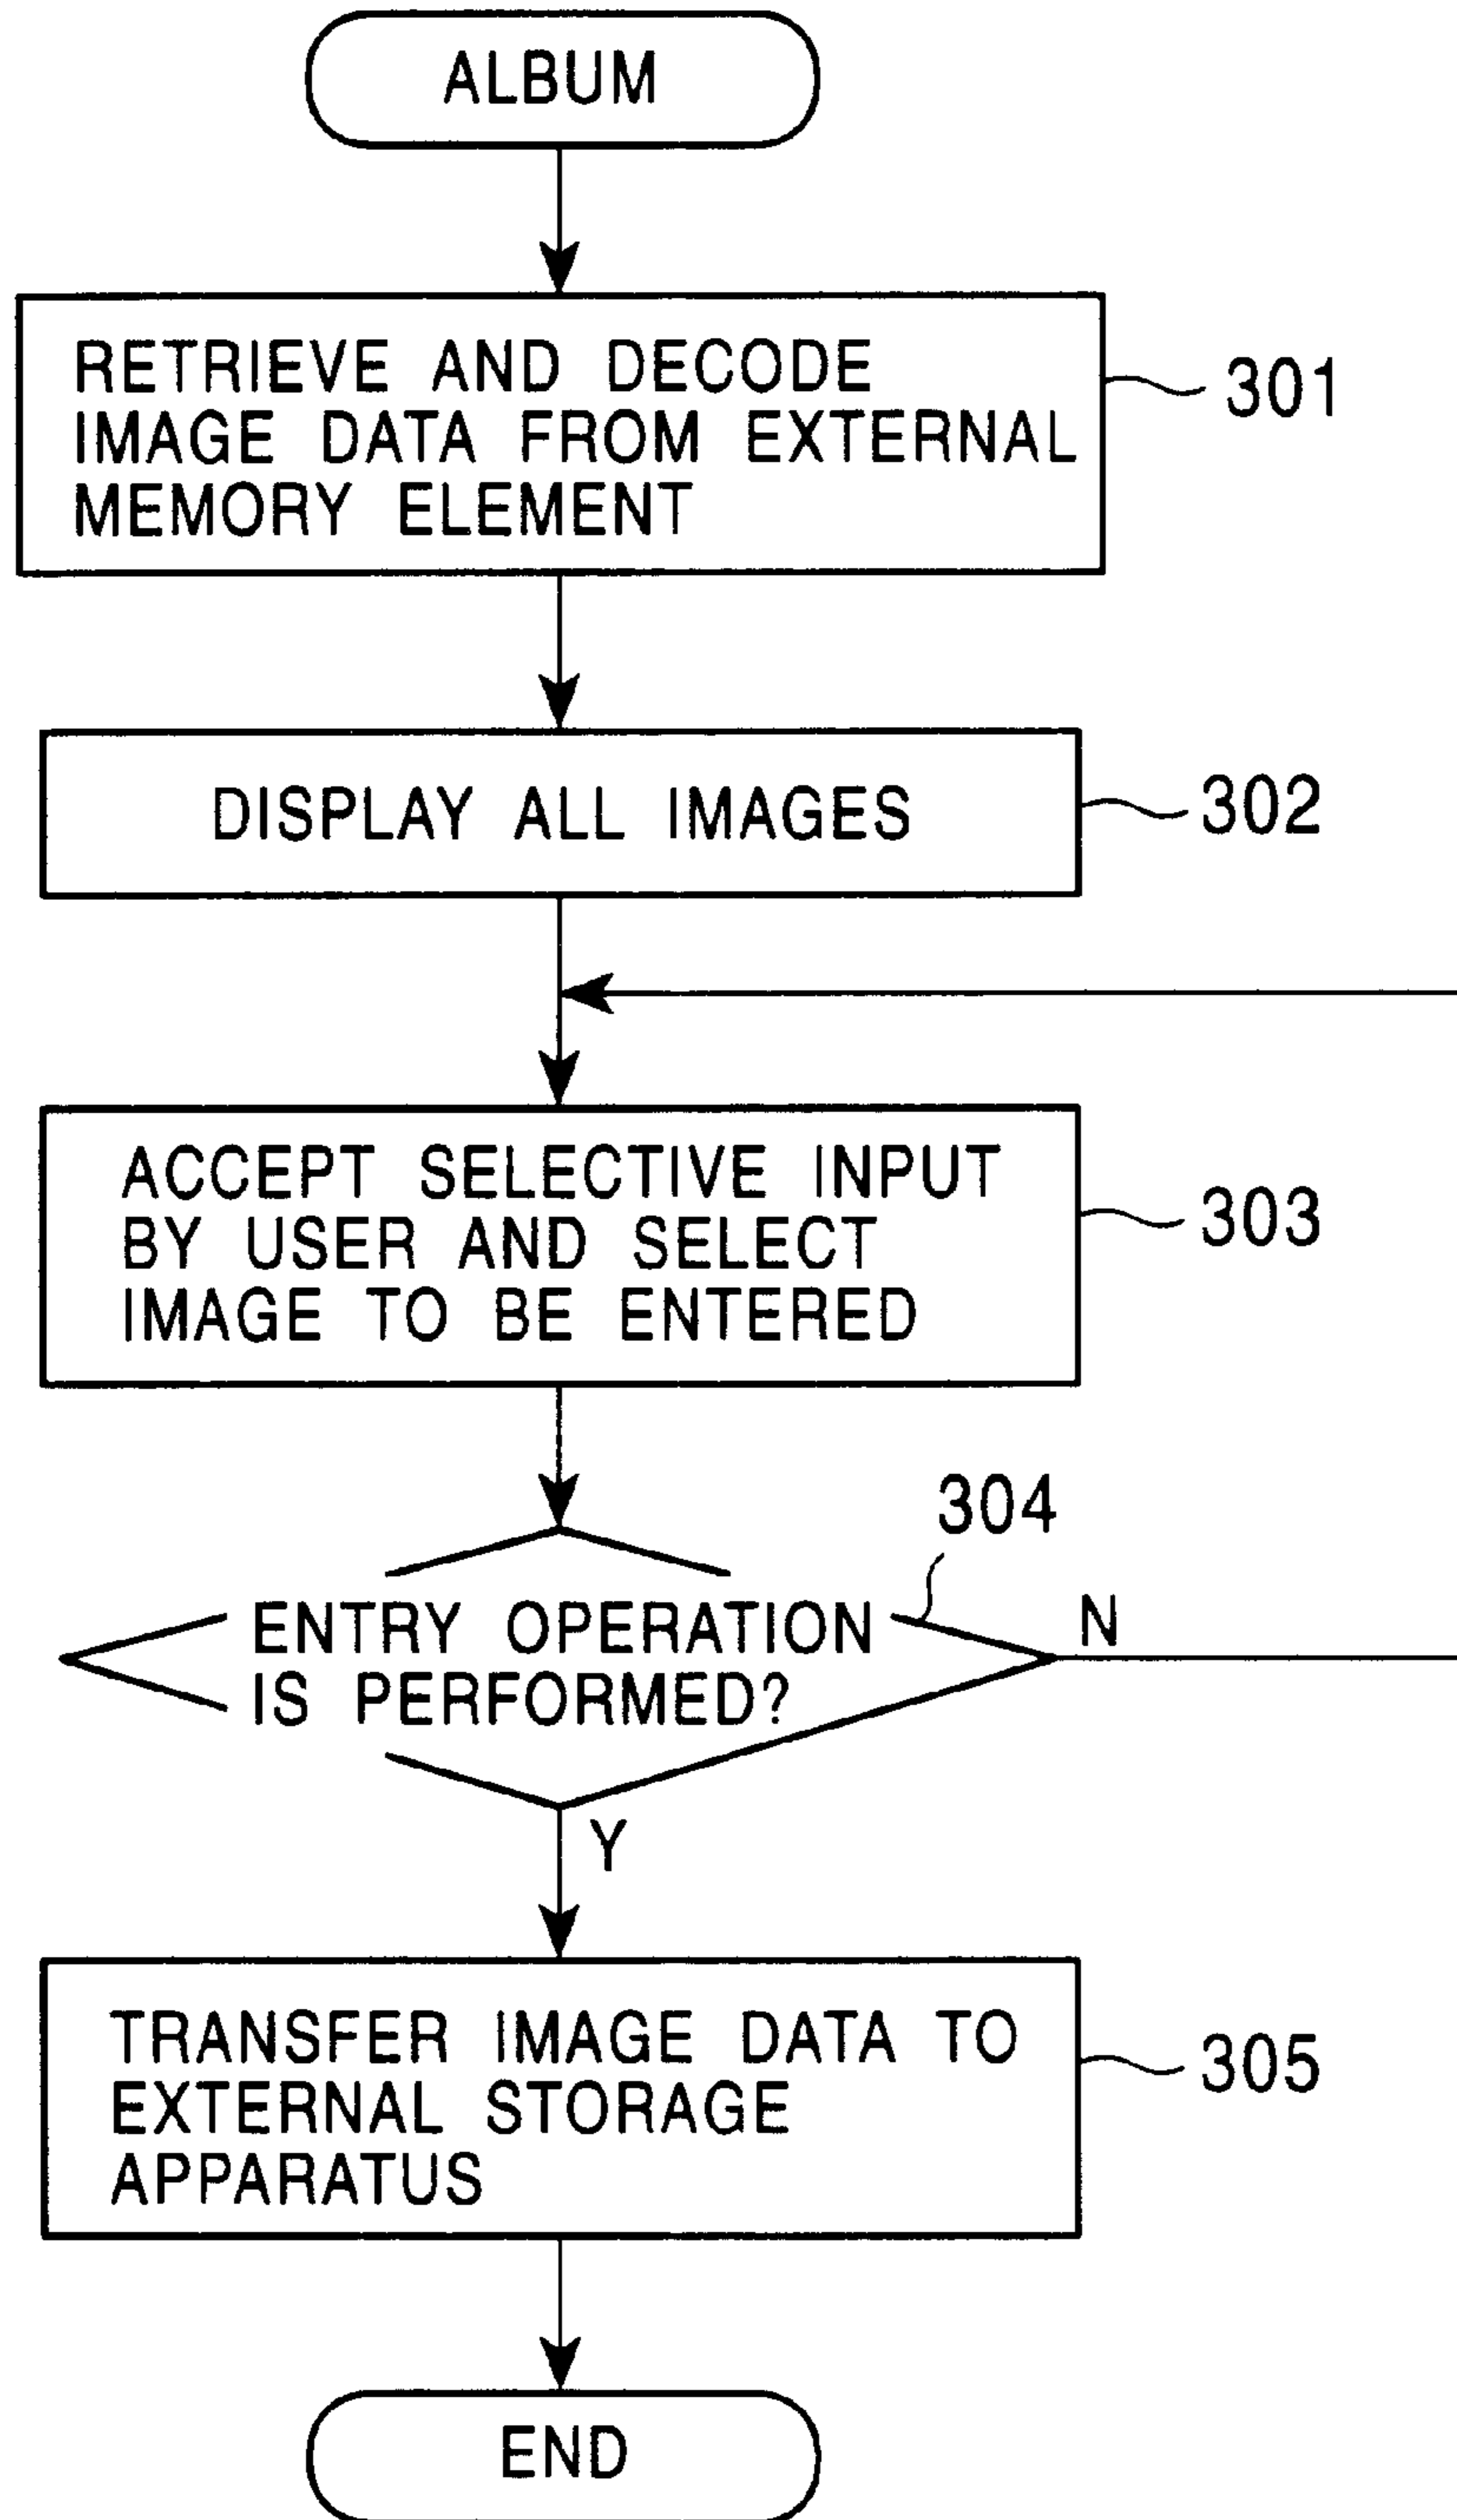 ALBUM
RETRIEVE AND DECODE
IMAGE DATA FROM EXTERNAL
MEMORY ELEMENT
301
DISPLAY ALL IMAGES
302
ACCEPT SELECTIVE INPUT
BY USER AND SELECT
IMAGE TO BE ENTERED
303
304
ENTRY OPERATION
IS PERFORMED?
N
Y
TRANSFER IMAGE DATA TO
EXTERNAL STORAGE
APPARATUS
305
END